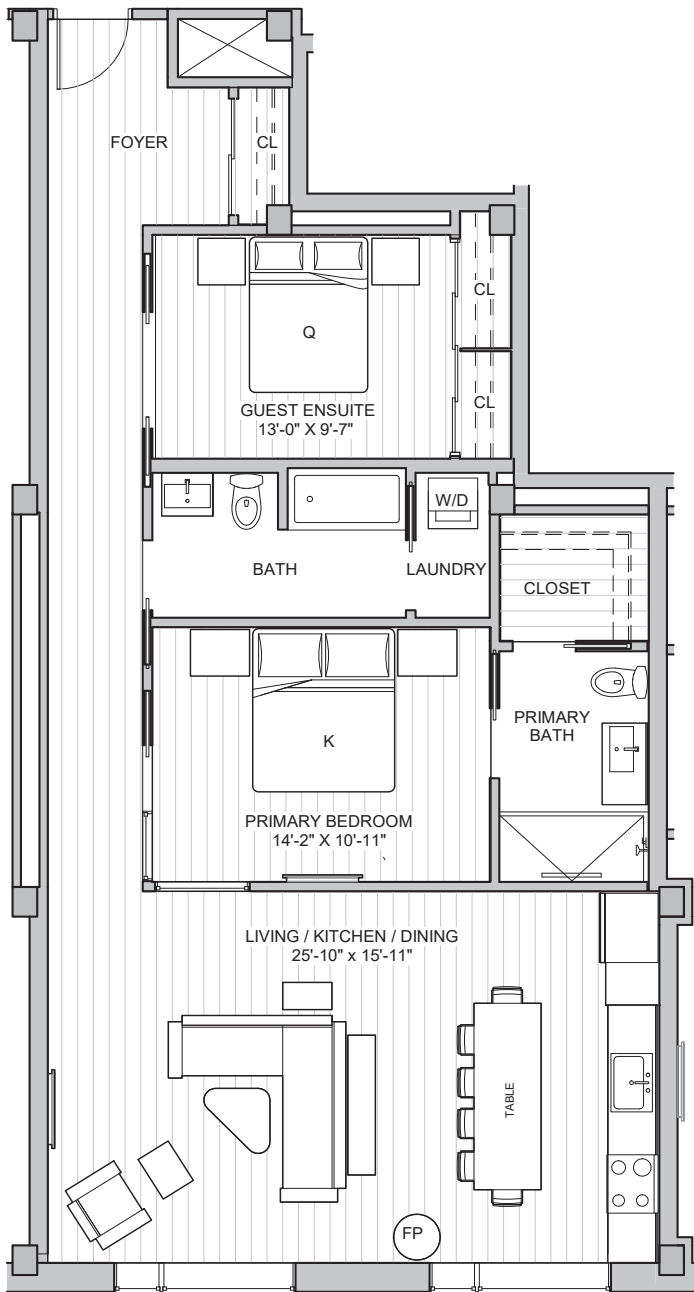 FOYER
CL
CL
Q
CL
GUEST ENSUITE
13'-0" X 9'-7"
W/D
BATH
LAUNDRY
CLOSET
PRIMARY
BATH
K
PRIMARY BEDROOM
14'-2" X 10'-11"
LIVING / KITCHEN / DINING
25'-10" x 15'-11"
TABLE
FP